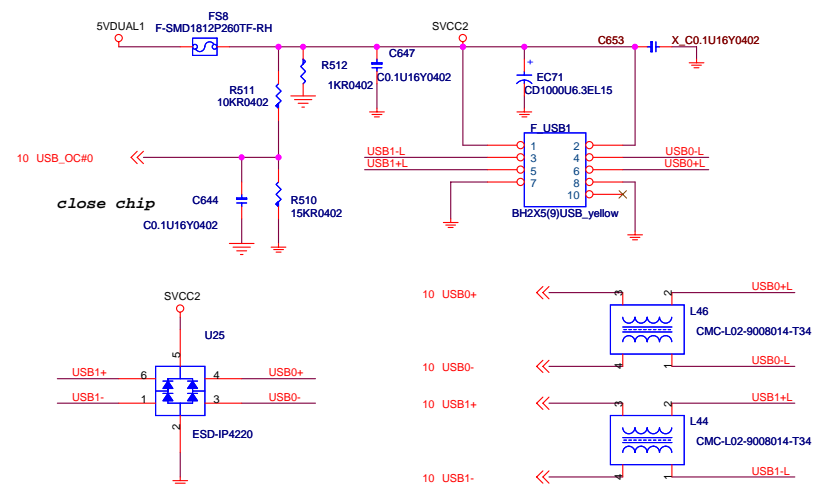 FS8
5VDUAL1
F-SMD1812P260TF-RH
SVCC2
C653
X_C0.1U16Y0402
R512
C647
R511
1KR0402
C0.1U16Y0402
10KR0402
+
EC71
CD1000U6.3EL15
F_USB1
10 USB_OC#0
USB1-L
USB1+L
1
2
3
4
5
6
7
8
10
USB0-L
USB0+L
close chip
C644
R510
15KR0402
C0.1U16Y0402
BH2X5(9)USB_yellow
SVCC2
U25
5
USB1+
6
4
USB0+
USB1-
1
3
USB0-
2
ESD-IP4220
10 USB0+
3
2
USB0+L
L46
CMC-L02-9008014-T34
10 USB0-
4
1
USB0-L
10 USB1+
3
2
USB1+L
L44
CMC-L02-9008014-T34
10 USB1-
4
1
USB1-L